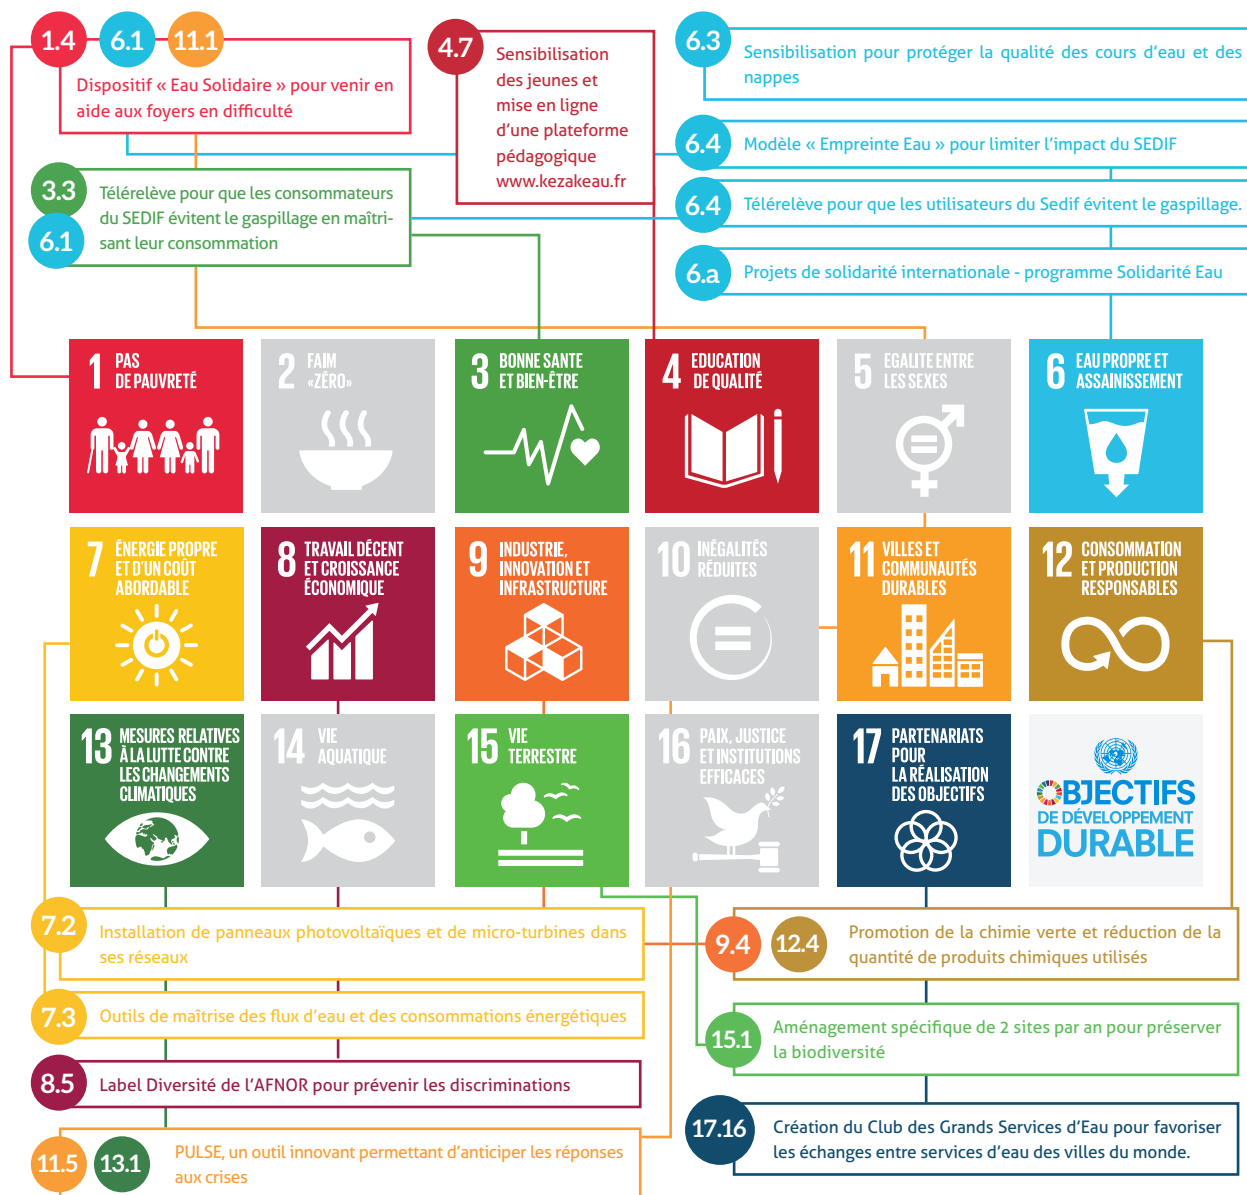 1.4
6.1
11.1
Dispositif « Eau Solidaire » pour venir en
aide aux foyers en difficulté
4.7
Sensibilisation
des jeunes et
mise en ligne
d'une plateforme
pédagogique
www.kezakeau.fr
6.3
Sensibilisation pour protéger la qualité des cours d'eau et des
nappes
6.4
Modèle « Empreinte Eau » pour limiter l'impact du SEDIF
3.3
6.1
Télérelève pour que les consommateurs
du SEDIF évitent le gaspillage en maîtri-
sant leur consommation
6.4
Télérelève pour que les utilisateurs du Sedif évitent le gaspillage.
6.a
Projets de solidarité internationale - programme Solidarité Eau
1 PAS
DE PAUVRETÉ
2 FAIM
«ZÉRO»
3 BONNE SANTE
ET BIEN-ÊTRE
4 EDUCATION
DE QUALITÉ
5 EGALITE ENTRE
LES SEXES
6 EAU PROPRE ET
ASSAINISSEMENT
7 ÉNERGIE PROPRE
ET D'UN COÛT
ABORDABLE
8 TRAVAIL DÉCENT
ET CROISSANCE
ÉCONOMIQUE
9 INDUSTRIE,
INNOVATION ET
INFRASTRUCTURE
10 INÉGALITÉS
RÉDUITES
11 VILLES ET
COMMUNAUTÉS
DURABLES
12 CONSOMMATION
ET PRODUCTION
RESPONSABLES
13 MESURES RELATIVES
À LA LUTTE CONTRE
LES CHANGEMENTS
CLIMATIQUES
14 VIE
AQUATIQUE
15 VIE
TERRESTRE
16 PAIX, JUSTICE
ET INSTITUTIONS
EFFICACES
17 PARTENARIATS
POUR
LA RÉALISATION
DES OBJECTIFS
OBJECTIFS
DE DÉVELOPPEMENT
DURABLE
7.2
Installation de panneaux photovoltaïques et de micro-turbines dans
ses réseaux
9.4
12.4
Promotion de la chimie verte et réduction de la
quantité de produits chimiques utilisés
7.3
Outils de maîtrise des flux d'eau et des consommations énergétiques
15.1
Aménagement spécifique de 2 sites par an pour préserver
la biodiversité
8.5
Label Diversité de l'AFNOR pour prévenir les discriminations
17.16
Création du Club des Grands Services d'Eau pour favoriser
les échanges entre services d'eau des villes du monde.
11.5
13.1
PULSE, un outil innovant permettant d'anticiper les réponses
aux crises